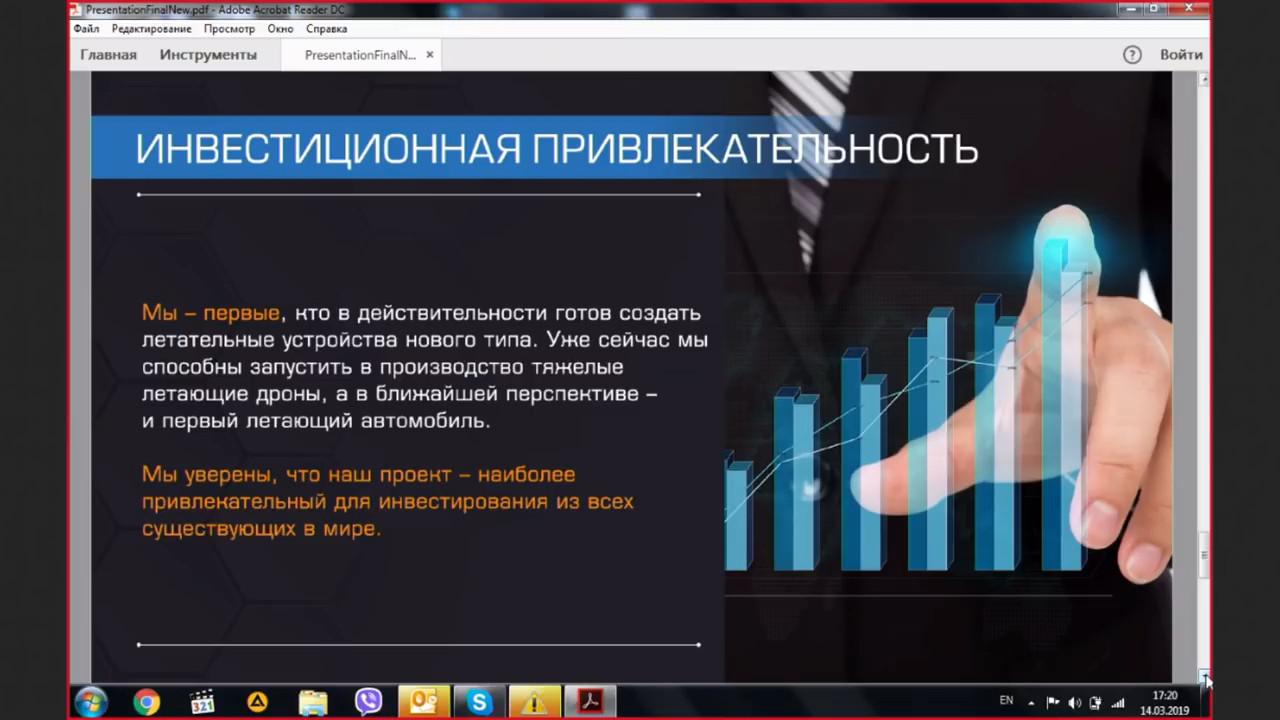 PresentationFinalNew.pdf - Adobe Acrobat Reader DC
Файл Редактирование Просмотр Окно Справка
Главная Инструменты PresentationFinalN... Войти
ИНВЕСТИЦИОННАЯ ПРИВЛЕКАТЕЛЬНОСТЬ
Мы – первые, кто в действительности готов создать
летательные устройства нового типа. Уже сейчас мы
способны запустить в производство тяжелые
летающие дроны, а в ближайшей перспективе –
и первый летающий автомобиль.
Мы уверены, что наш проект – наиболее
привлекательный для инвестирования из всех
существующих в мире.
321
EN
17:20
14.03.2019